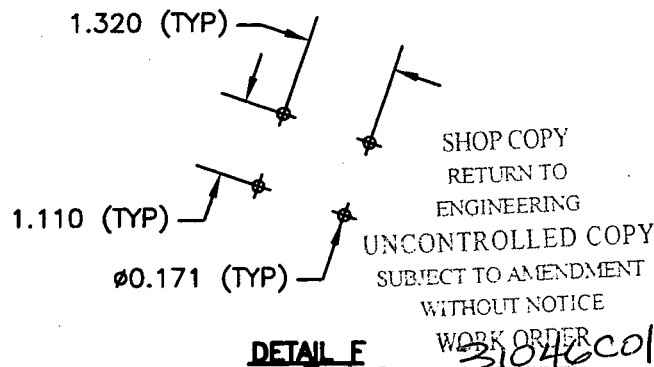 1.320 (TYP)
1.110 (TYP)
ø0.171 (TYP)
DETAIL F
SHOP COPY
RETURN TO
ENGINEERING
UNCONTROLLED COPY
SUBJECT TO AMENDMENT
WITHOUT NOTICE
WORK ORDER
31046C01